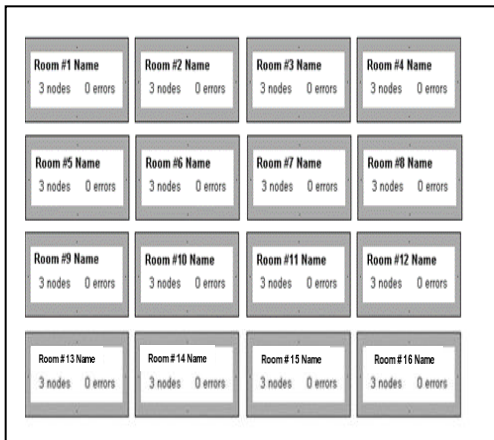 Room #1 Name Room #2 Name Room #3 Name Room #4 Name
3 nodes 0 errors 3 nodes 0 errors 3 nodes 0 errors 3 nodes 0 errors
Room #5 Name Room #6 Name Room #7 Name Room #8 Name
3 nodes 0 errors 3 nodes 0 errors 3 nodes 0 errors 3 nodes 0 errors
Room #9 Name Room #10 Name Room #11 Name Room #12 Name
3 nodes 0 errors 3 nodes 0 errors 3 nodes 0 errors 3 nodes 0 errors
Room #13 Name Room #14 Name Room #15 Name Room #16 Name
3 nodes 0 errors 3 nodes 0 errors 3 nodes 0 errors 3 nodes 0 errors